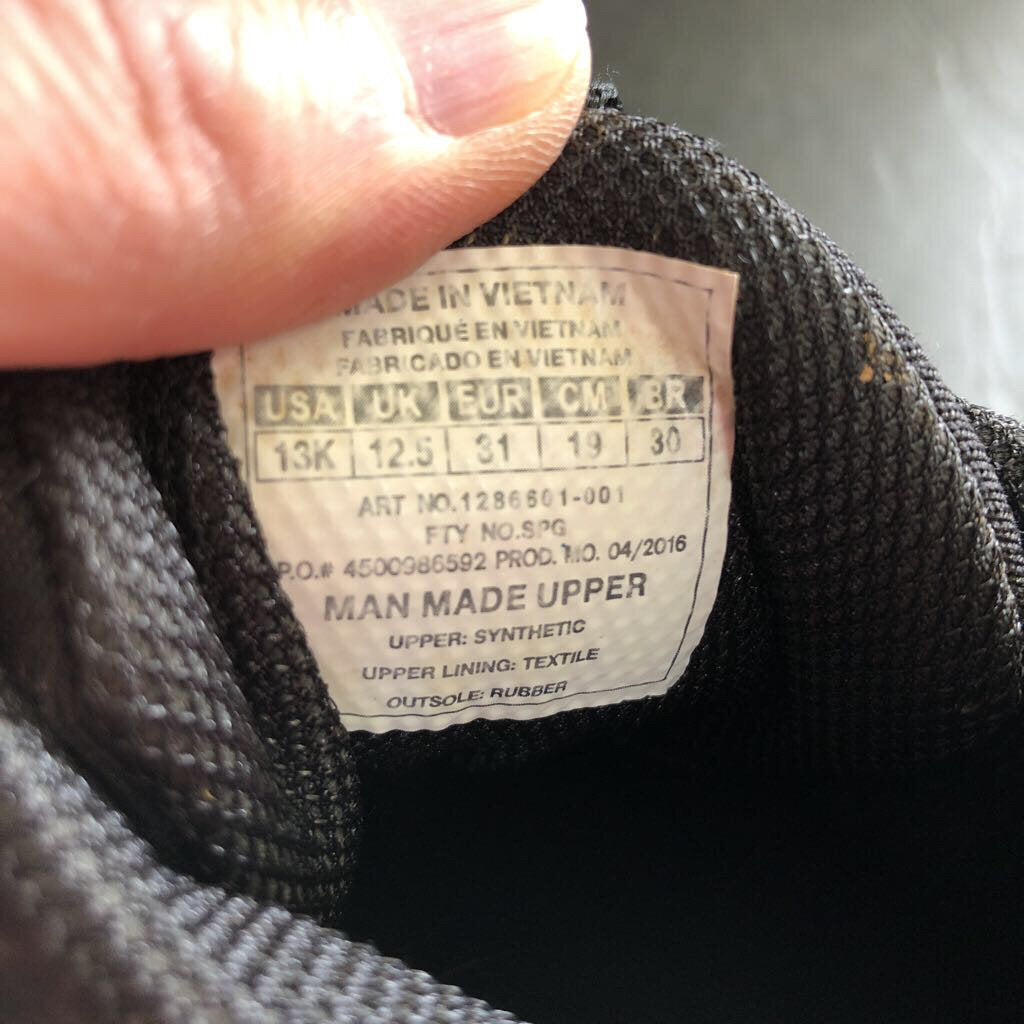 MADE IN VIETNAM
FABRIQUÉ EN VIETNAM
FABRICADO EN VIETNAM
USA UK EUR CM BR
13K 12.5 31 19 30
ART NO.1286601-001
FTY NO.SPG
P.O.# 4500986592 PROD. MO. 04/2016
MAN MADE UPPER
UPPER: SYNTHETIC
UPPER LINING: TEXTILE
OUTSOLE: RUBBER